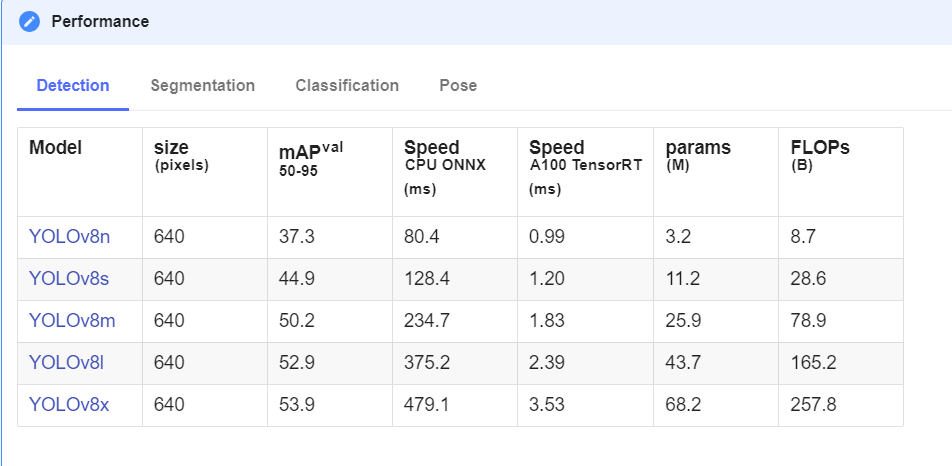 Performance
Detection Segmentation Classification Pose
Model size (pixels) mAPval 50-95 Speed CPU ONNX (ms) Speed A100 TensorRT (ms) params (M) FLOPs (B)
YOLOv8n 640 37.3 80.4 0.99 3.2 8.7
YOLOv8s 640 44.9 128.4 1.20 11.2 28.6
YOLOv8m 640 50.2 234.7 1.83 25.9 78.9
YOLOv8l 640 52.9 375.2 2.39 43.7 165.2
YOLOv8x 640 53.9 479.1 3.53 68.2 257.8